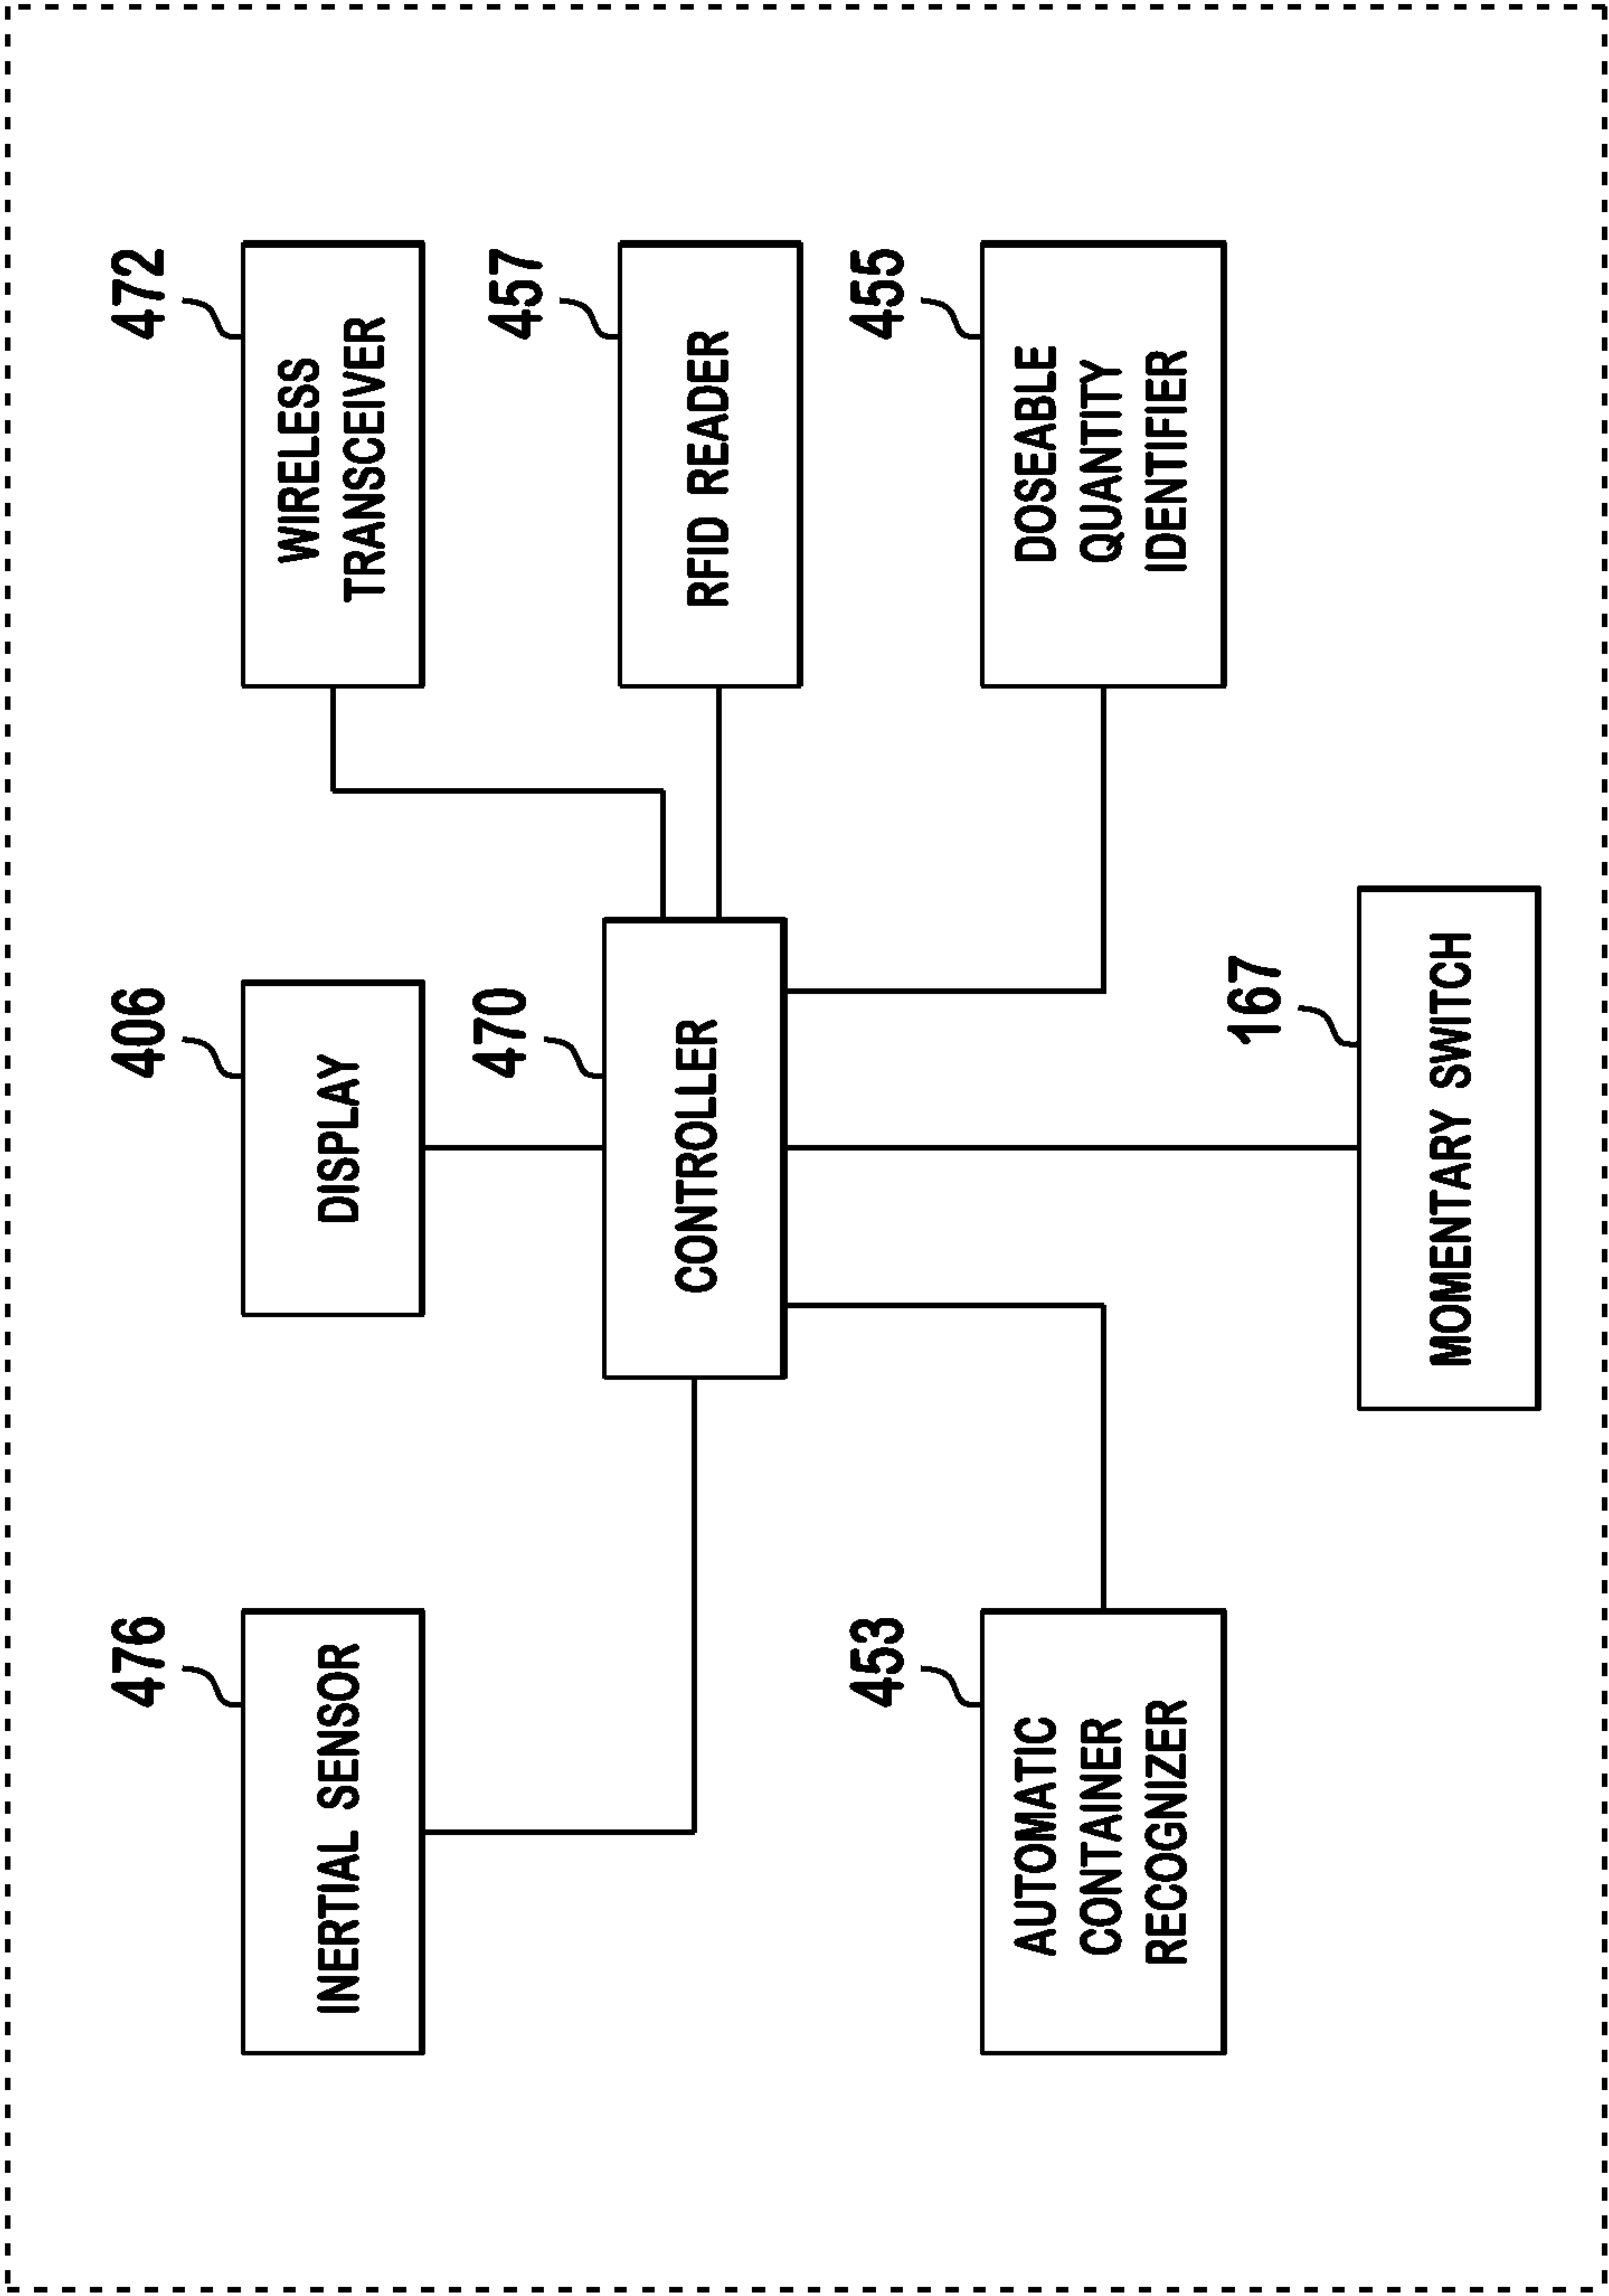 476
INERTIAL SENSOR
406
DISPLAY
472
WIRELESS
TRANSCEIVER
470
CONTROLLER
457
RFID READER
453
AUTOMATIC
CONTAINER
RECOGNIZER
455
DOSEABLE
QUANTITY
IDENTIFIER
167
MOMENTARY SWITCH